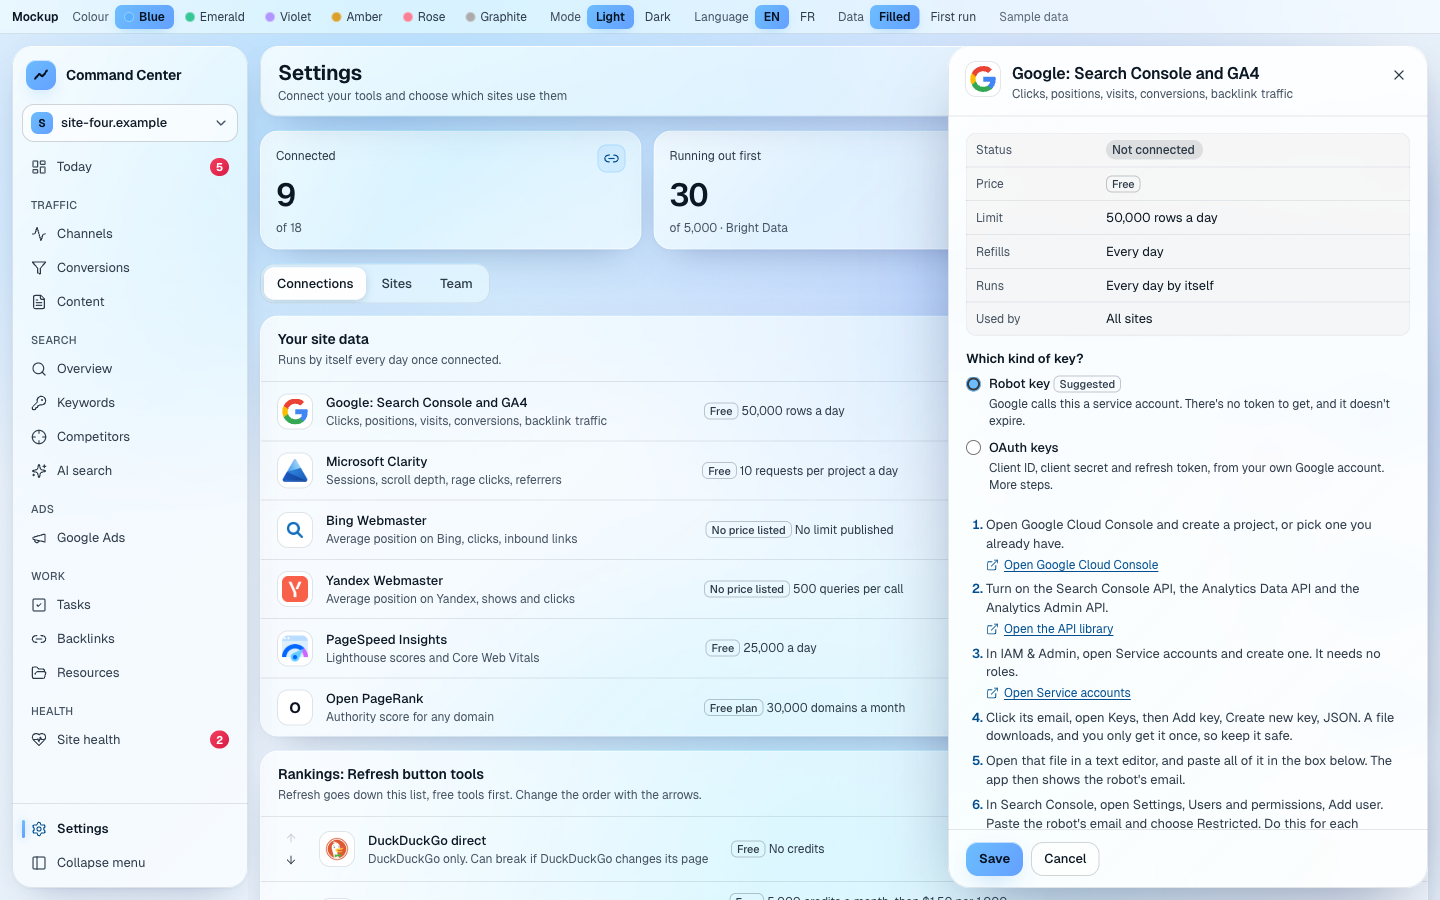 Mockup Colour Blue Emerald Violet Amber Rose Graphite Mode Light Dark Language EN FR Data Filled First run Sample data
Command Center
S site-four.example
Today 5
TRAFFIC
Channels
Conversions
Content
SEARCH
Overview
Keywords
Competitors
AI search
ADS
Google Ads
WORK
Tasks
Backlinks
Resources
HEALTH
Site health 2
Settings
Collapse menu
Settings
Connect your tools and choose which sites use them
Connected
9
of 18
Running out first
30
of 5,000 · Bright Data
Connections Sites Team
Your site data
Runs by itself every day once connected.
Google: Search Console and GA4
Clicks, positions, visits, conversions, backlink traffic
Free 50,000 rows a day
Microsoft Clarity
Sessions, scroll depth, rage clicks, referrers
Free 10 requests per project a day
Bing Webmaster
Average position on Bing, clicks, inbound links
No price listed No limit published
Yandex Webmaster
Average position on Yandex, shows and clicks
No price listed 500 queries per call
PageSpeed Insights
Lighthouse scores and Core Web Vitals
Free 25,000 a day
O
Open PageRank
Authority score for any domain
Free plan 30,000 domains a month
Rankings: Refresh button tools
Refresh goes down this list, free tools first. Change the order with the arrows.
DuckDuckGo direct
DuckDuckGo only. Can break if DuckDuckGo changes its page
Free No credits
Google: Search Console and GA4
Clicks, positions, visits, conversions, backlink traffic
Status Not connected
Price Free
Limit 50,000 rows a day
Refills Every day
Runs Every day by itself
Used by All sites
Which kind of key?
Robot key Suggested
Google calls this a service account. There's no token to get, and it doesn't
expire.
OAuth keys
Client ID, client secret and refresh token, from your own Google account.
More steps.
1. Open Google Cloud Console and create a project, or pick one you
already have.
Open Google Cloud Console
2. Turn on the Search Console API, the Analytics Data API and the
Analytics Admin API.
Open the API library
3. In IAM & Admin, open Service accounts and create one. It needs no
roles.
Open Service accounts
4. Click its email, open Keys, then Add key, Create new key, JSON. A file
downloads, and you only get it once, so keep it safe.
5. Open that file in a text editor, and paste all of it in the box below. The
app then shows the robot's email.
6. In Search Console, open Settings, Users and permissions, Add user.
Paste the robot's email and choose Restricted. Do this for each
Save Cancel